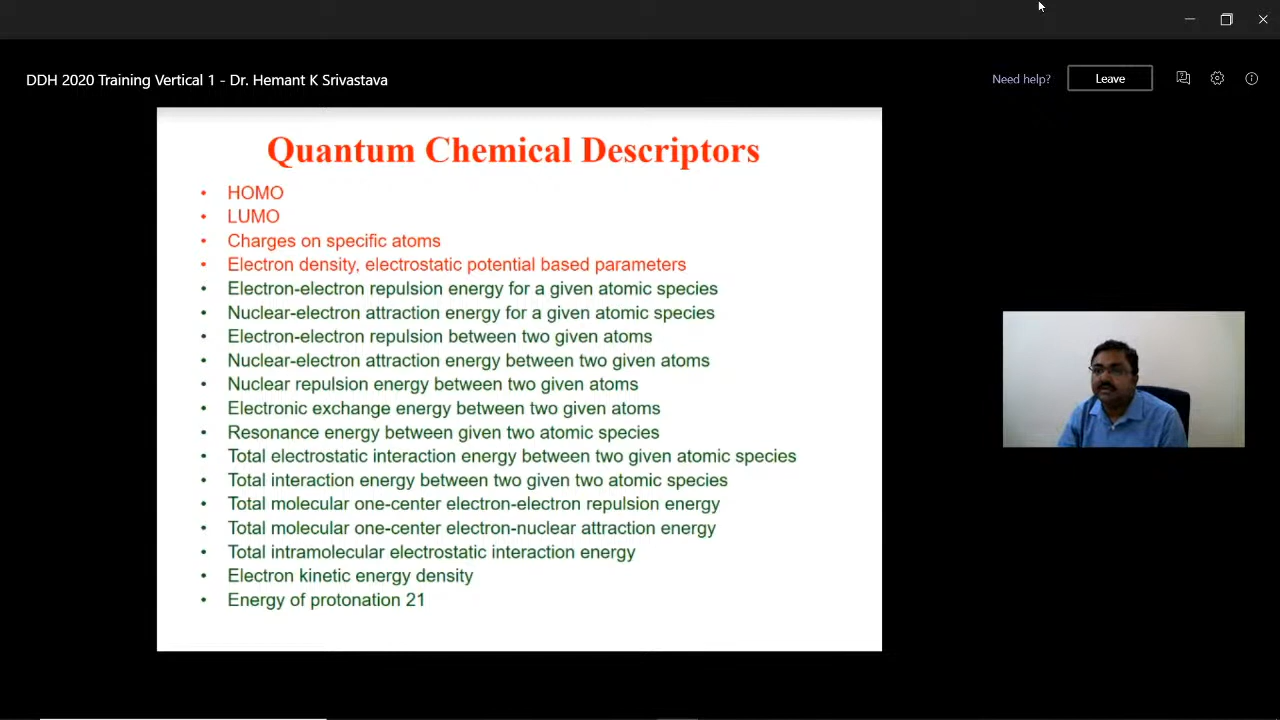 DDH 2020 Training Vertical 1 - Dr. Hemant K Srivastava
Need help?
Leave
Quantum Chemical Descriptors
• HOMO
• LUMO
• Charges on specific atoms
• Electron density, electrostatic potential based parameters
• Electron-electron repulsion energy for a given atomic species
• Nuclear-electron attraction energy for a given atomic species
• Electron-electron repulsion between two given atoms
• Nuclear-electron attraction energy between two given atoms
• Nuclear repulsion energy between two given atoms
• Electronic exchange energy between two given atoms
• Resonance energy between given two atomic species
• Total electrostatic interaction energy between two given atomic species
• Total interaction energy between two given two atomic species
• Total molecular one-center electron-electron repulsion energy
• Total molecular one-center electron-nuclear attraction energy
• Total intramolecular electrostatic interaction energy
• Electron kinetic energy density
• Energy of protonation 21